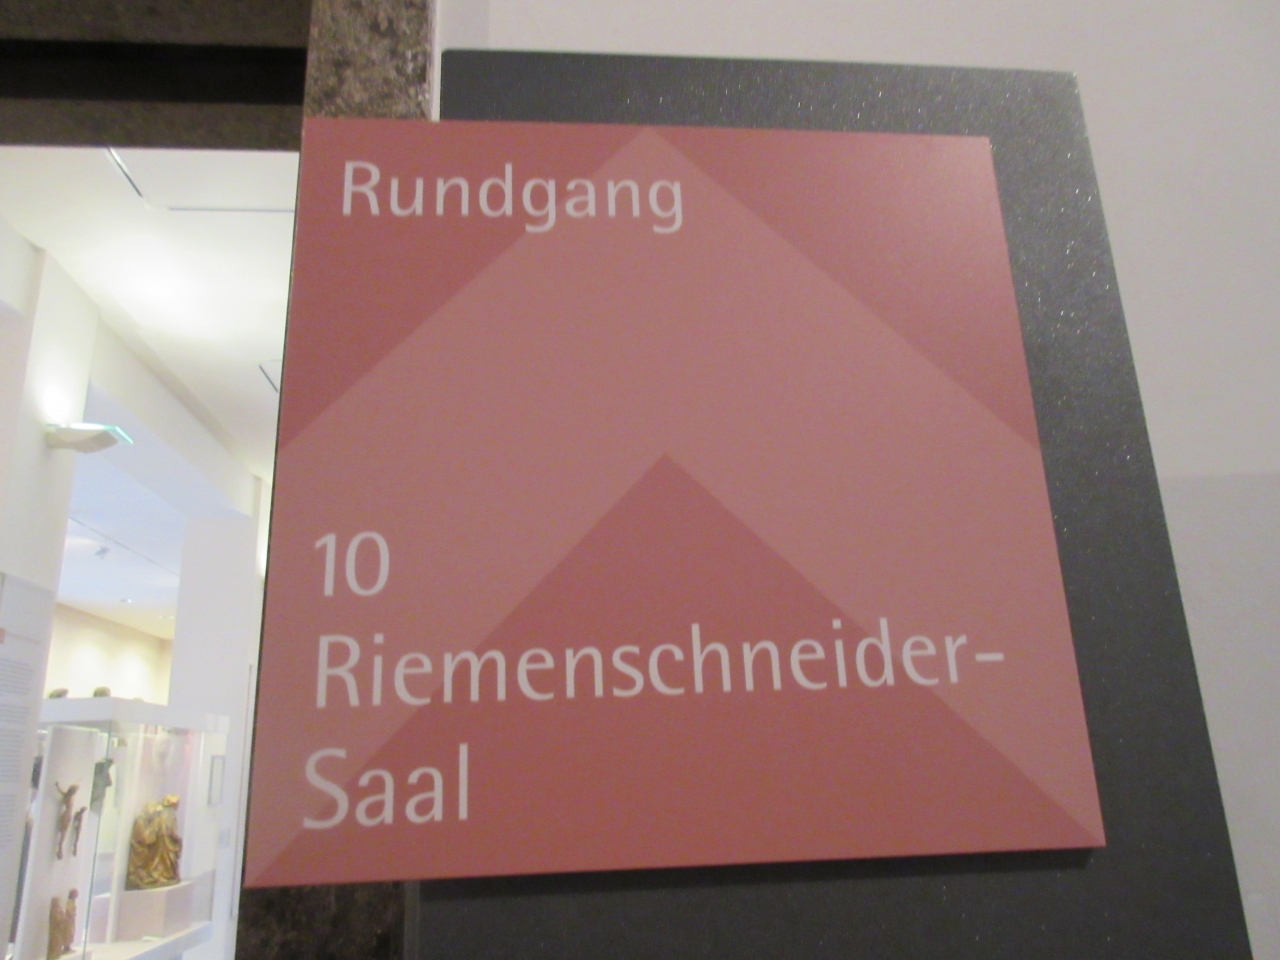 Rundgang
10
Riemenschneider-
Saal